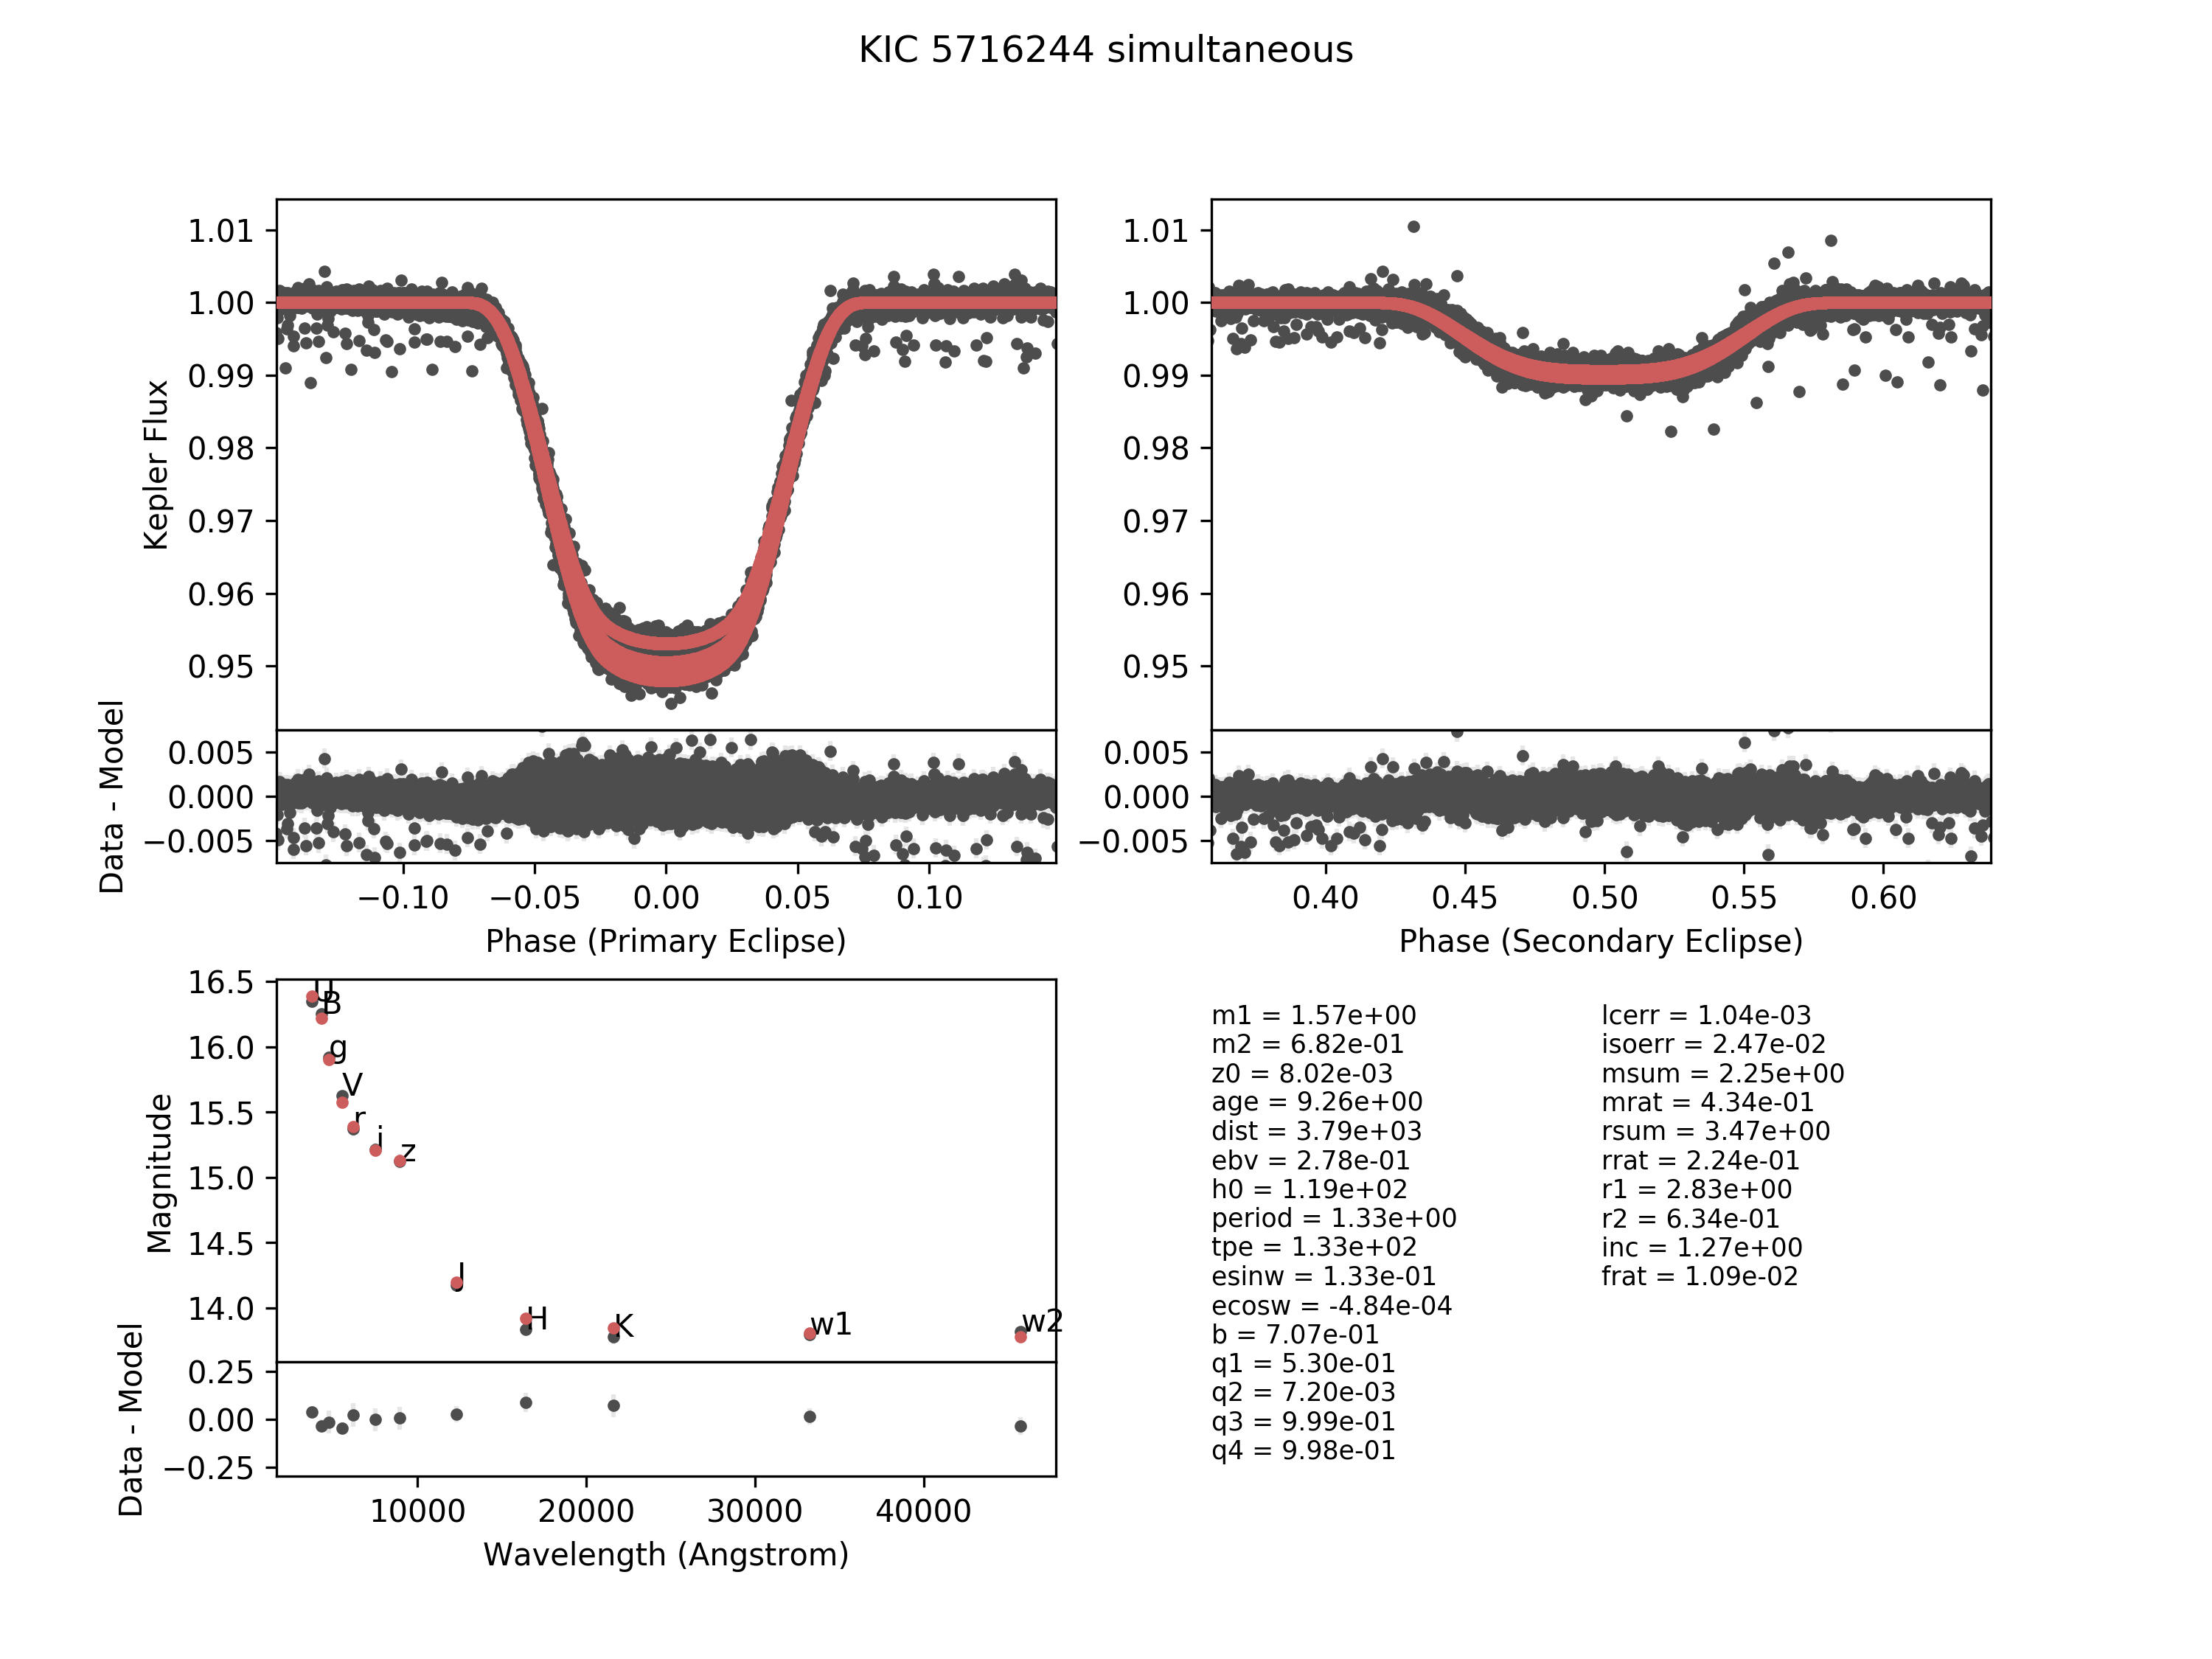 KIC 5716244 simultaneous
Kepler Flux
1.01
1.00
0.99
0.98
0.97
0.96
0.95
1.01
1.00
0.99
0.98
0.97
0.96
0.95
Data - Model
0.005
0.000
−0.005
0.005
0.000
−0.005
−0.10 −0.05 0.00 0.05 0.10
0.40 0.45 0.50 0.55 0.60
Phase (Primary Eclipse)
Phase (Secondary Eclipse)
Magnitude
16.5
16.0
15.5
15.0
14.5
14.0
U
B
g
V
r
i
z
J
H
K
w1
w2
Data - Model
0.25
0.00
−0.25
10000 20000 30000 40000
Wavelength (Angstrom)
m1 = 1.57e+00
m2 = 6.82e-01
z0 = 8.02e-03
age = 9.26e+00
dist = 3.79e+03
ebv = 2.78e-01
h0 = 1.19e+02
period = 1.33e+00
tpe = 1.33e+02
esinw = 1.33e-01
ecosw = -4.84e-04
b = 7.07e-01
q1 = 5.30e-01
q2 = 7.20e-03
q3 = 9.99e-01
q4 = 9.98e-01
lcerr = 1.04e-03
isoerr = 2.47e-02
msum = 2.25e+00
mrat = 4.34e-01
rsum = 3.47e+00
rrat = 2.24e-01
r1 = 2.83e+00
r2 = 6.34e-01
inc = 1.27e+00
frat = 1.09e-02